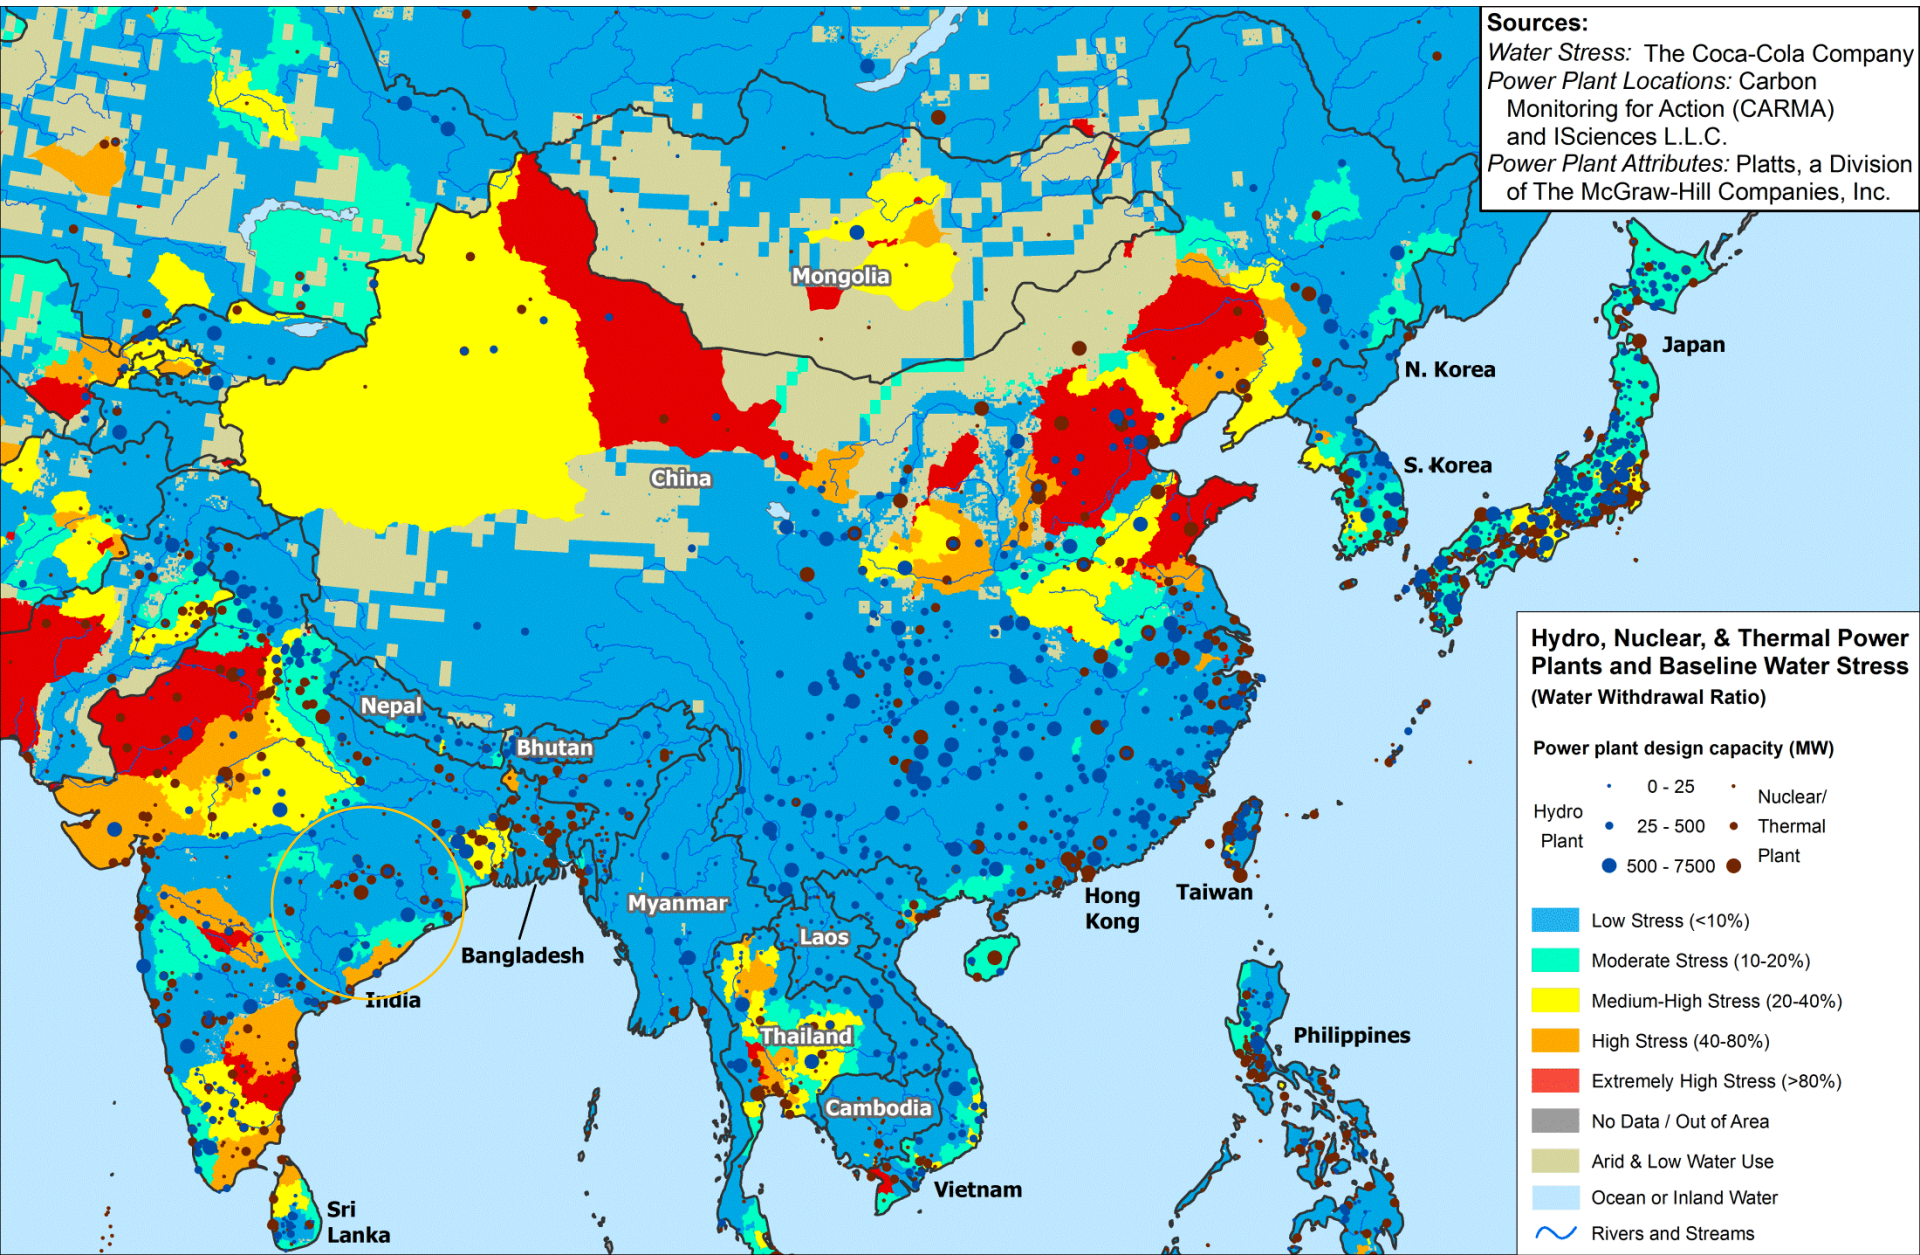 Sources:
Water Stress: The Coca-Cola Company
Power Plant Locations: Carbon
Monitoring for Action (CARMA)
and ISciences L.L.C.
Power Plant Attributes: Platts, a Division
of The McGraw-Hill Companies, Inc.
Mongolia
Japan
N. Korea
S. Korea
China
Nepal
Bhutan
Myanmar
Hong
Kong
Taiwan
Laos
Bangladesh
India
Thailand
Philippines
Cambodia
Vietnam
Sri
Lanka
Hydro, Nuclear, & Thermal Power
Plants and Baseline Water Stress
(Water Withdrawal Ratio)
Power plant design capacity (MW)
Hydro
Plant
0 - 25
25 - 500
500 - 7500
Nuclear/
Thermal
Plant
Low Stress (<10%)
Moderate Stress (10-20%)
Medium-High Stress (20-40%)
High Stress (40-80%)
Extremely High Stress (>80%)
No Data / Out of Area
Arid & Low Water Use
Ocean or Inland Water
Rivers and Streams